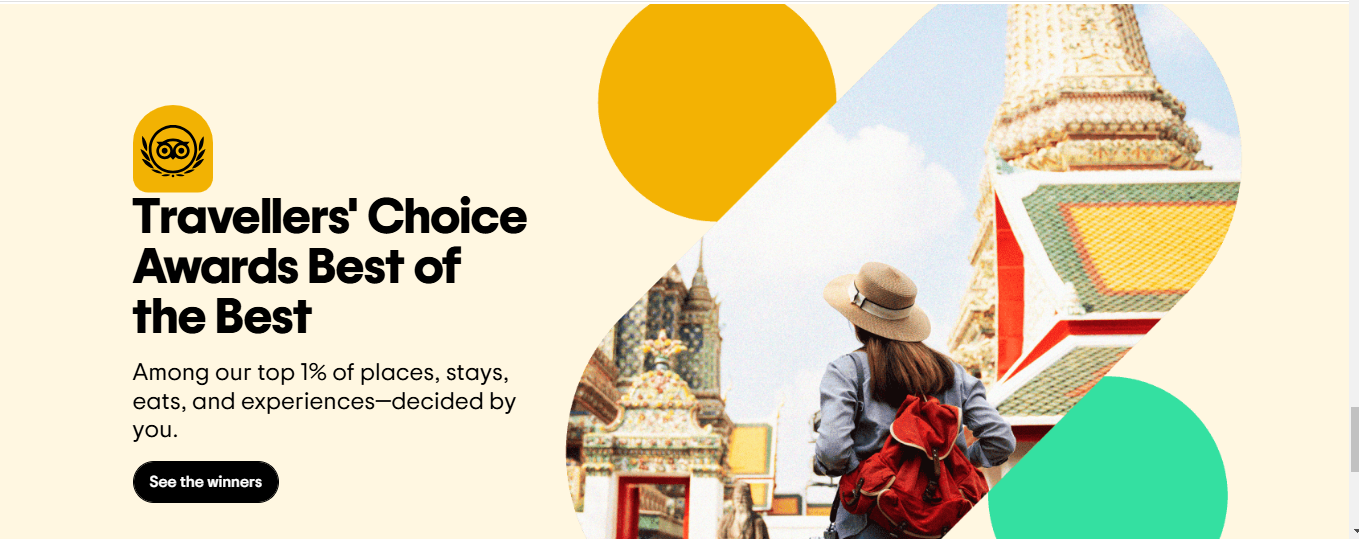 Travellers' Choice
Awards Best of
the Best
Among our top 1% of places, stays,
eats, and experiences—decided by
you.
See the winners